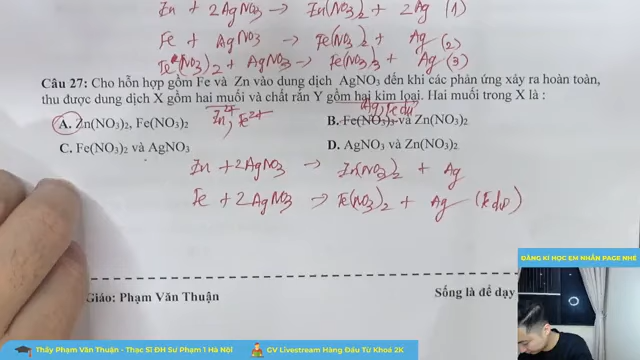 Zn + 2AgNO3 → Zn(NO3)2 + 2Ag (1)
Fe + AgNO3 → Fe(NO3)2 + Ag (2)
Fe(NO3)2 + AgNO3 → Fe(NO3)3 + Ag (3)
Câu 27: Cho hỗn hợp gồm Fe và Zn vào dung dịch AgNO3 đến khi các phản ứng xảy ra hoàn toàn,
thu được dung dịch X gồm hai muối và chất rắn Y gồm hai kim loại. Hai muối trong X là :
Zn2+, Fe2+
Ag, Fe dư
A. Zn(NO3)2, Fe(NO3)2
B. Fe(NO3)3 và Zn(NO3)2
C. Fe(NO3)2 và AgNO3
D. AgNO3 và Zn(NO3)2
Zn + 2AgNO3 → Zn(NO3)2 + Ag
Fe + 2AgNO3 → Fe(NO3)2 + Ag (Fe dư)
Giáo: Phạm Văn Thuận
Sống là để dạy
ĐĂNG KÍ HỌC EM NHẮN PAGE NHÉ
Thầy Phạm Văn Thuận - Thạc Sĩ ĐH Sư Phạm 1 Hà Nội
GV Livestream Hàng Đầu Từ Khoá 2K